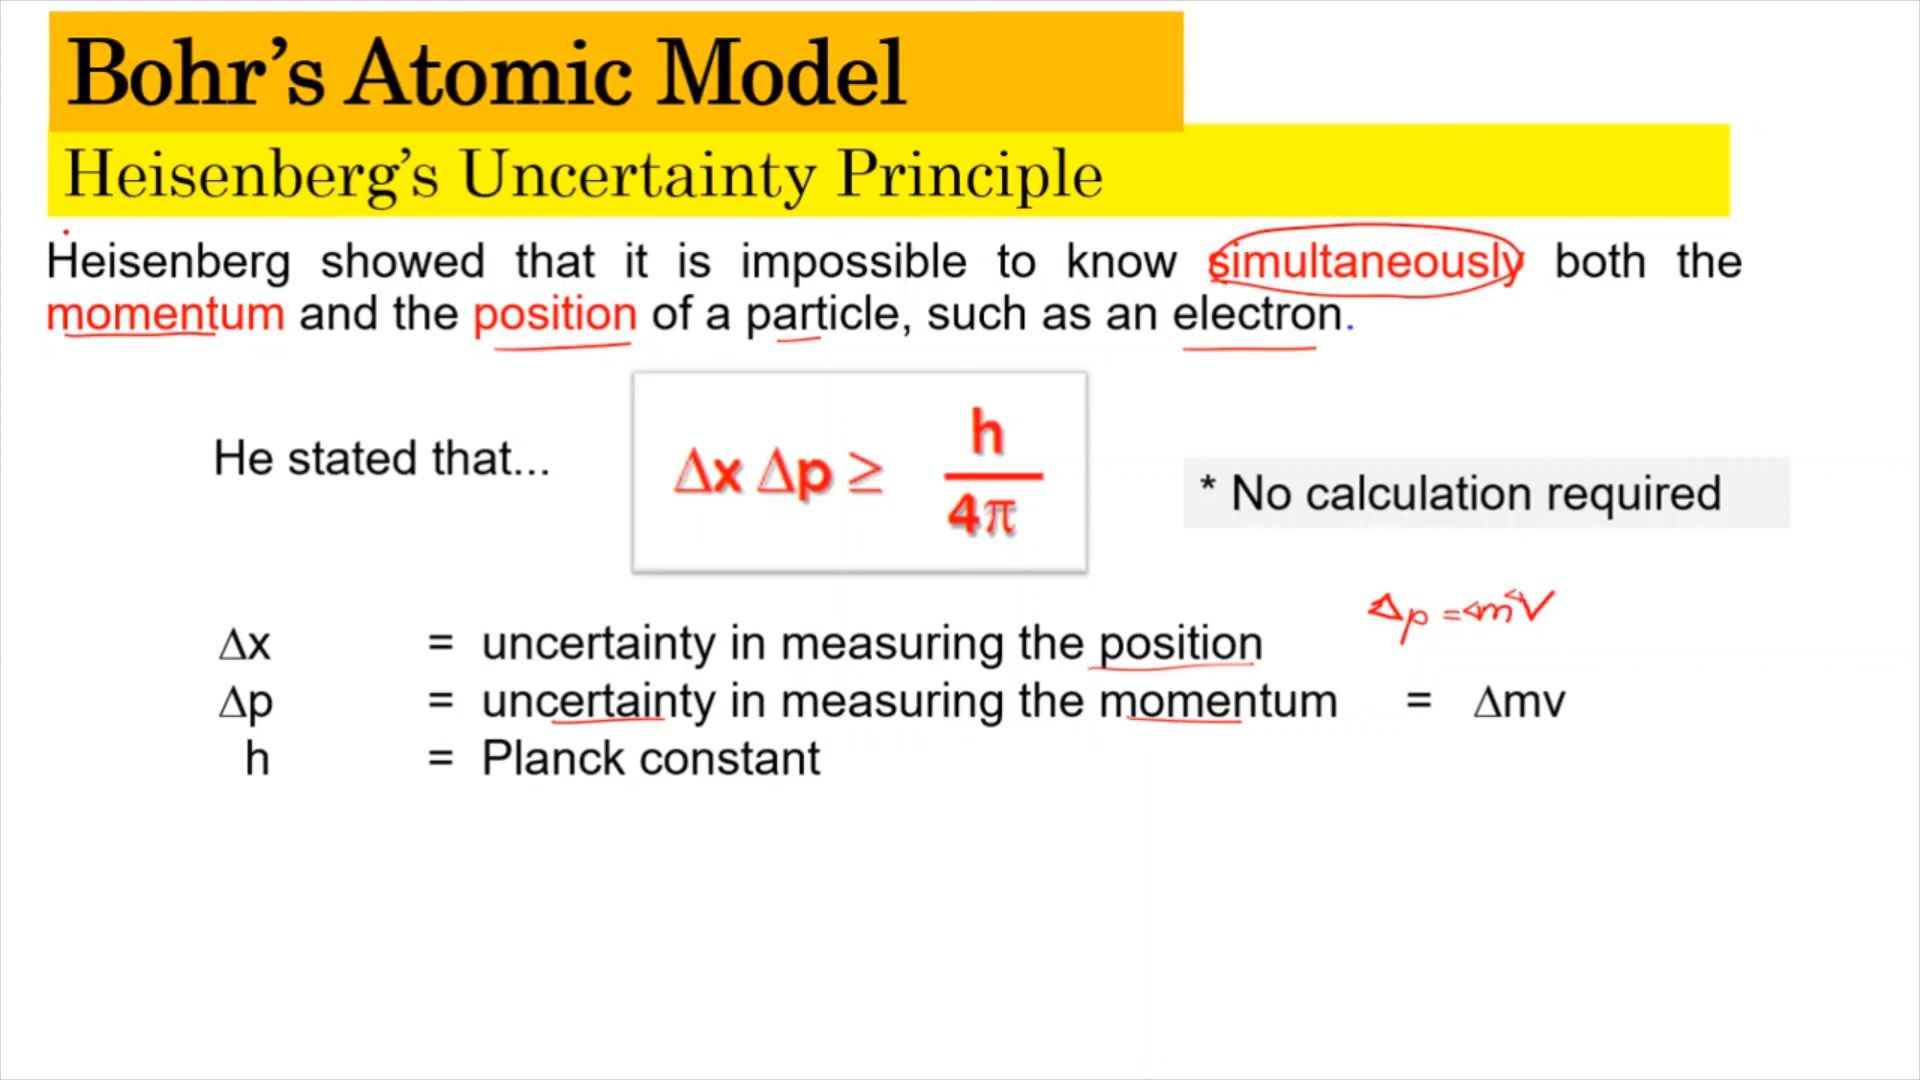 Bohr’s Atomic Model
Heisenberg’s Uncertainty Principle
Heisenberg showed that it is impossible to know simultaneously both the
momentum and the position of a particle, such as an electron.
He stated that...
Δx Δp ≥ h / 4π
* No calculation required
Δp =
Δx = uncertainty in measuring the position
Δp = uncertainty in measuring the momentum = Δmv
h = Planck constant